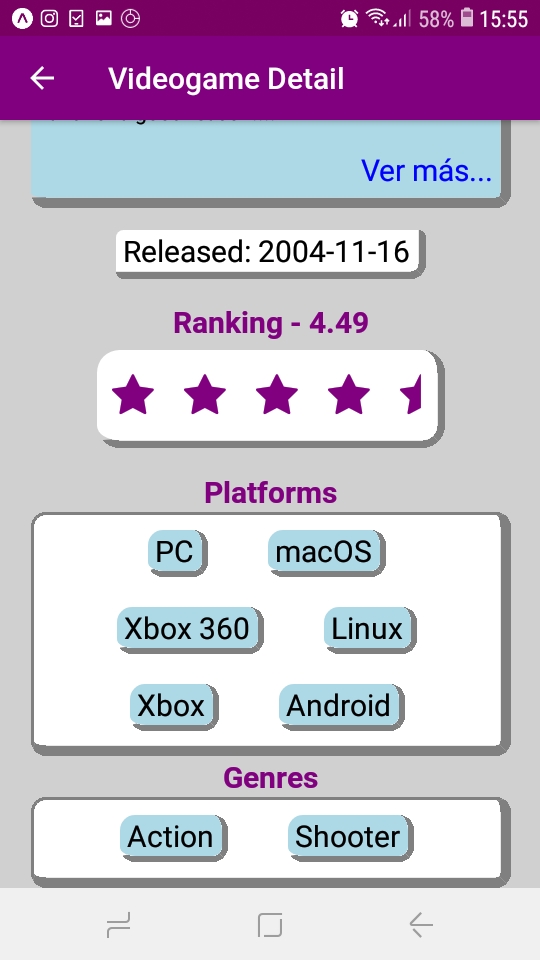 58% 15:55
Videogame Detail
Ver más...
Released: 2004-11-16
Ranking - 4.49
Platforms
PC macOS
Xbox 360 Linux
Xbox Android
Genres
Action Shooter